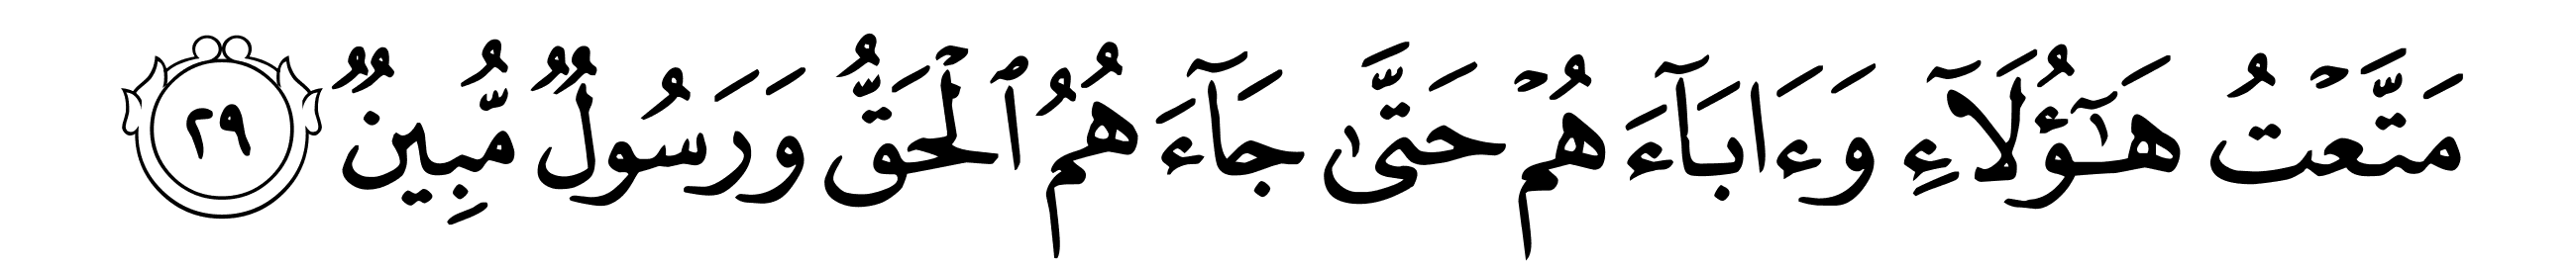 مَتَّعْتُ هَـٰٓؤُلَآءِ وَءَابَآءَهُمْ حَتَّىٰ جَآءَهُمُ ٱلْحَقُّ وَرَسُولٌ مُّبِينٌ ٢٩